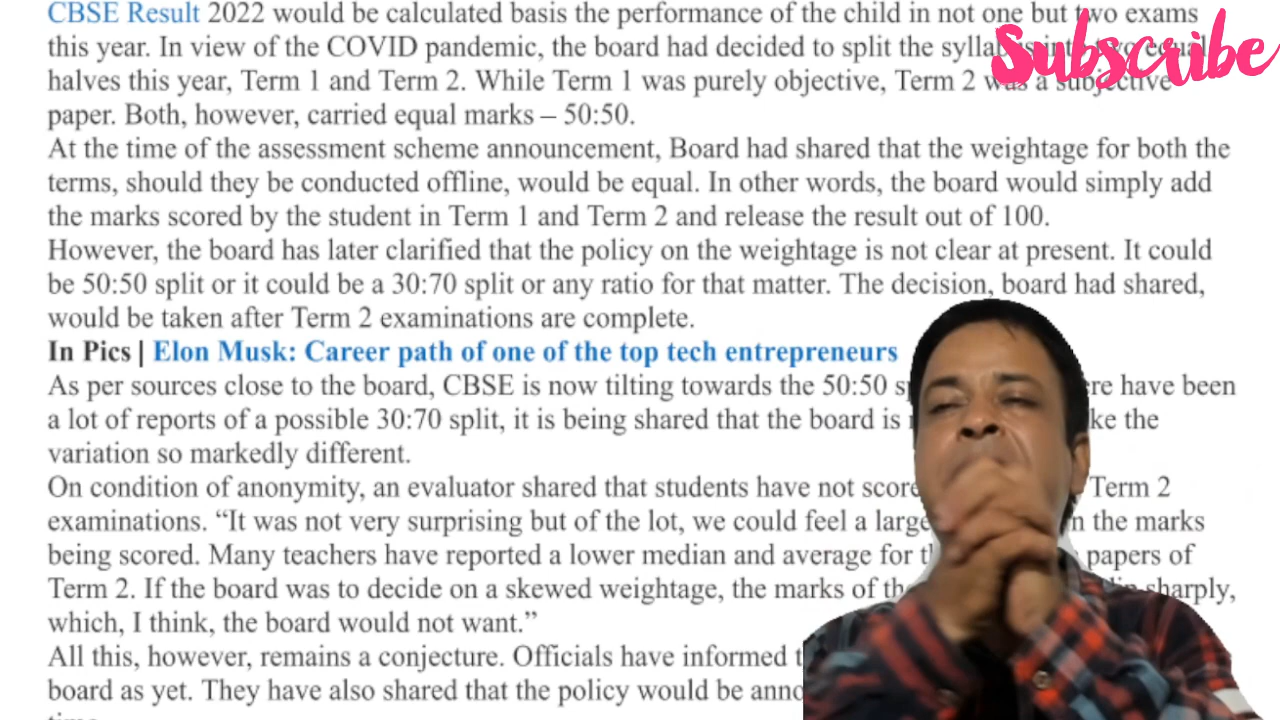 CBSE Result 2022 would be calculated basis the performance of the child in not one but two exams
this year. In view of the COVID pandemic, the board had decided to split the syllabus into two equal
halves this year, Term 1 and Term 2. While Term 1 was purely objective, Term 2 was a subjective
paper. Both, however, carried equal marks – 50:50.
At the time of the assessment scheme announcement, Board had shared that the weightage for both the
terms, should they be conducted offline, would be equal. In other words, the board would simply add
the marks scored by the student in Term 1 and Term 2 and release the result out of 100.
However, the board has later clarified that the policy on the weightage is not clear at present. It could
be 50:50 split or it could be a 30:70 split or any ratio for that matter. The decision, board had shared,
would be taken after Term 2 examinations are complete.
In Pics | Elon Musk: Career path of one of the top tech entrepreneurs
As per sources close to the board, CBSE is now tilting towards the 50:50 have been
a lot of reports of a possible 30:70 split, it is being shared that the board is the
variation so markedly different.
On condition of anonymity, an evaluator shared that students have not Term 2
examinations. “It was not very surprising but of the lot, we could feel a large the marks
being scored. Many teachers have reported a lower median and average for papers of
Term 2. If the board was to decide on a skewed weightage, the marks of sharply,
which, I think, the board would not want.”
All this, however, remains a conjecture. Officials have informed
board as yet. They have also shared that the policy would be
Subscribe